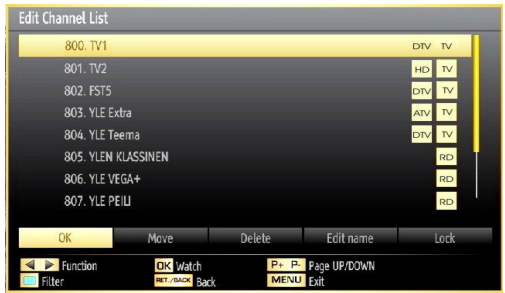 Edit Channel List
800. TV1 DTV TV
801. TV2 HD TV
802. FST5 DTV TV
803. YLE Extra ATV TV
804. YLE Teema DTV TV
805. YLEN KLASSINEN RD
806. YLE VEGA+ RD
807. YLE PEILI RD
OK Move Delete Edit name Lock
Function OK Watch P+ P- Page UP/DOWN
Filter RET./BACK Back MENU Exit